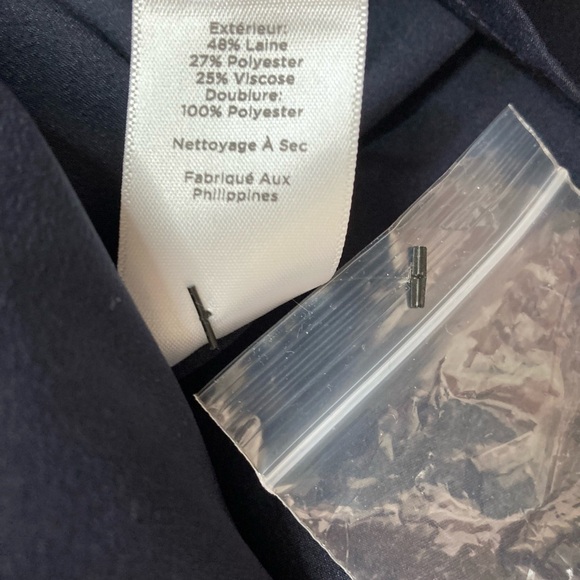 Extérieur:
48% Laine
27% Polyester
25% Viscose
Doublure:
100% Polyester
Nettoyage À Sec
Fabriqué Aux
Philippines